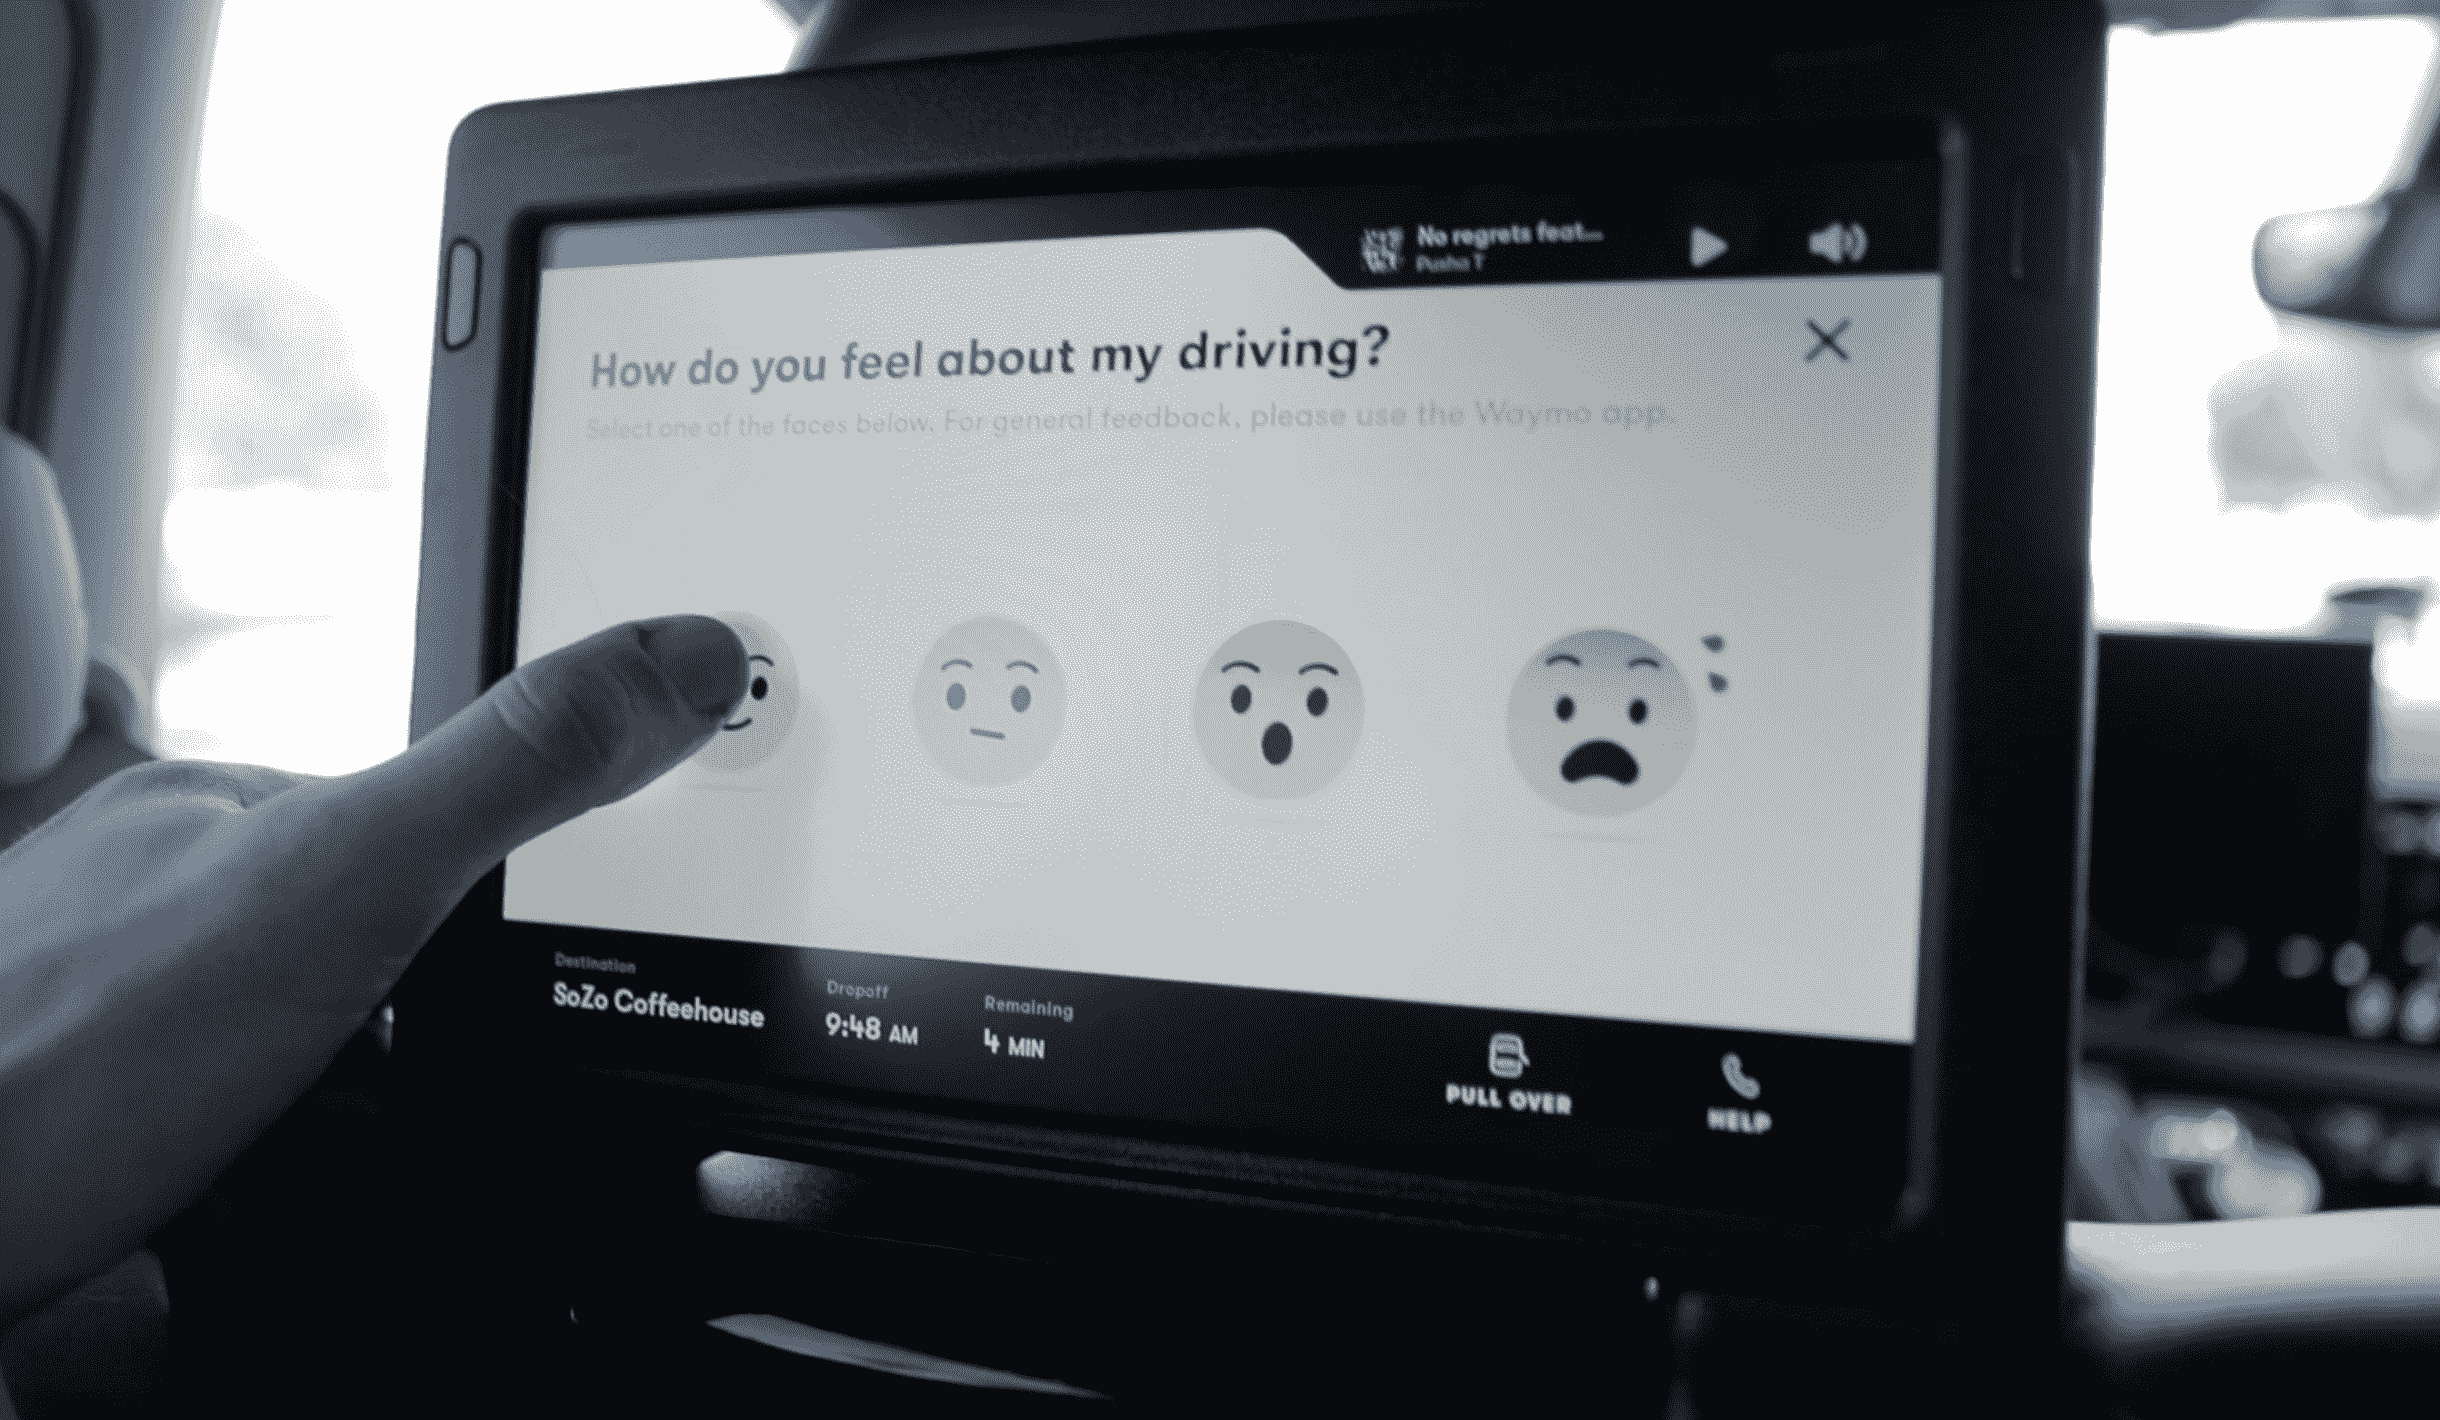 No regrets feat...
Pusha T
How do you feel about my driving?
Select one of the faces below. For general feedback, please use the Waymo app.
Destination
SoZo Coffeehouse
Dropoff
9:48 AM
Remaining
4 MIN
PULL OVER
HELP